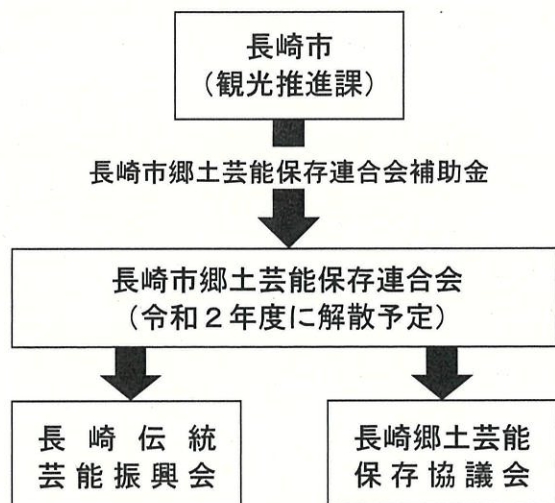 長崎市
（観光推進課）
長崎市郷土芸能保存連合会補助金
長崎市郷土芸能保存連合会
（令和２年度に解散予定）
長崎伝統
芸能振興会
長崎郷土芸能
保存協議会